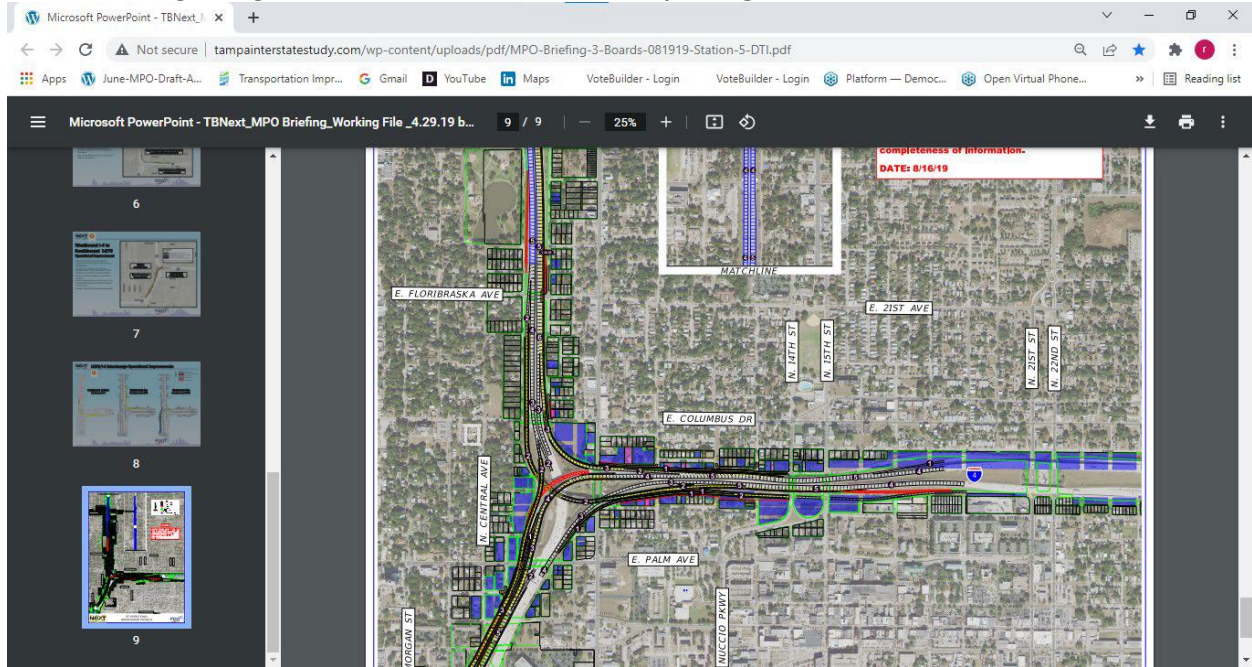 Microsoft PowerPoint - TBNext_
Not secure | tampainterstatestudy.com/wp-content/uploads/pdf/MPO-Briefing-3-Boards-081919-Station-5-DTI.pdf
Apps June-MPO-Draft-A... Transportation Impr... Gmail YouTube Maps VoteBuilder - Login VoteBuilder - Login Platform — Democ... Open Virtual Phone... » Reading list
Microsoft PowerPoint - TBNext_MPO Briefing_Working File _4.29.19 b... 9 / 9 25%
6
7
8
9
NEXT
completeness of information.
DATE: 8/16/19
MATCHLINE
E. FLORIBRASKA AVE
E. 21ST AVE
N. 14TH ST
N. 15TH ST
N. 21ST ST
N. 22ND ST
E. COLUMBUS DR
N. CENTRAL AVE
4
E. PALM AVE
MORGAN ST
NUCCIO PKWY